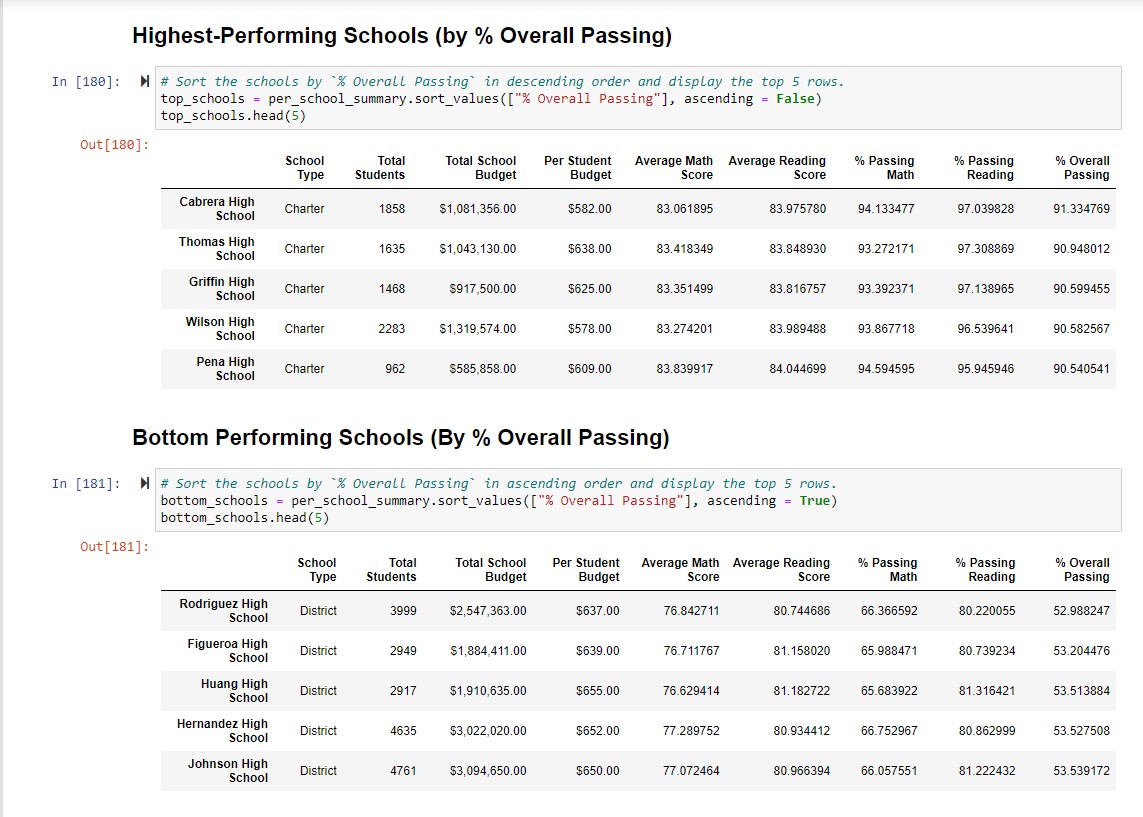 Highest-Performing Schools (by % Overall Passing)
In [180]: # Sort the schools by `% Overall Passing` in descending order and display the top 5 rows.
top_schools = per_school_summary.sort_values(["% Overall Passing"], ascending = False)
top_schools.head(5)
Out[180]:
School Total Total School Per Student Average Math Average Reading % Passing % Passing % Overall
Type Students Budget Budget Score Score Math Reading Passing
Cabrera High
School Charter 1858 $1,081,356.00 $582.00 83.061895 83.975780 94.133477 97.039828 91.334769
Thomas High
School Charter 1635 $1,043,130.00 $638.00 83.418349 83.848930 93.272171 97.308869 90.948012
Griffin High
School Charter 1468 $917,500.00 $625.00 83.351499 83.816757 93.392371 97.138965 90.599455
Wilson High
School Charter 2283 $1,319,574.00 $578.00 83.274201 83.989488 93.867718 96.539641 90.582567
Pena High
School Charter 962 $585,858.00 $609.00 83.839917 84.044699 94.594595 95.945946 90.540541
Bottom Performing Schools (By % Overall Passing)
In [181]: # Sort the schools by `% Overall Passing` in ascending order and display the top 5 rows.
bottom_schools = per_school_summary.sort_values(["% Overall Passing"], ascending = True)
bottom_schools.head(5)
Out[181]:
School Total Total School Per Student Average Math Average Reading % Passing % Passing % Overall
Type Students Budget Budget Score Score Math Reading Passing
Rodriguez High
School District 3999 $2,547,363.00 $637.00 76.842711 80.744686 66.366592 80.220055 52.988247
Figueroa High
School District 2949 $1,884,411.00 $639.00 76.711767 81.158020 65.988471 80.739234 53.204476
Huang High
School District 2917 $1,910,635.00 $655.00 76.629414 81.182722 65.683922 81.316421 53.513884
Hernandez High
School District 4635 $3,022,020.00 $652.00 77.289752 80.934412 66.752967 80.862999 53.527508
Johnson High
School District 4761 $3,094,650.00 $650.00 77.072464 80.966394 66.057551 81.222432 53.539172